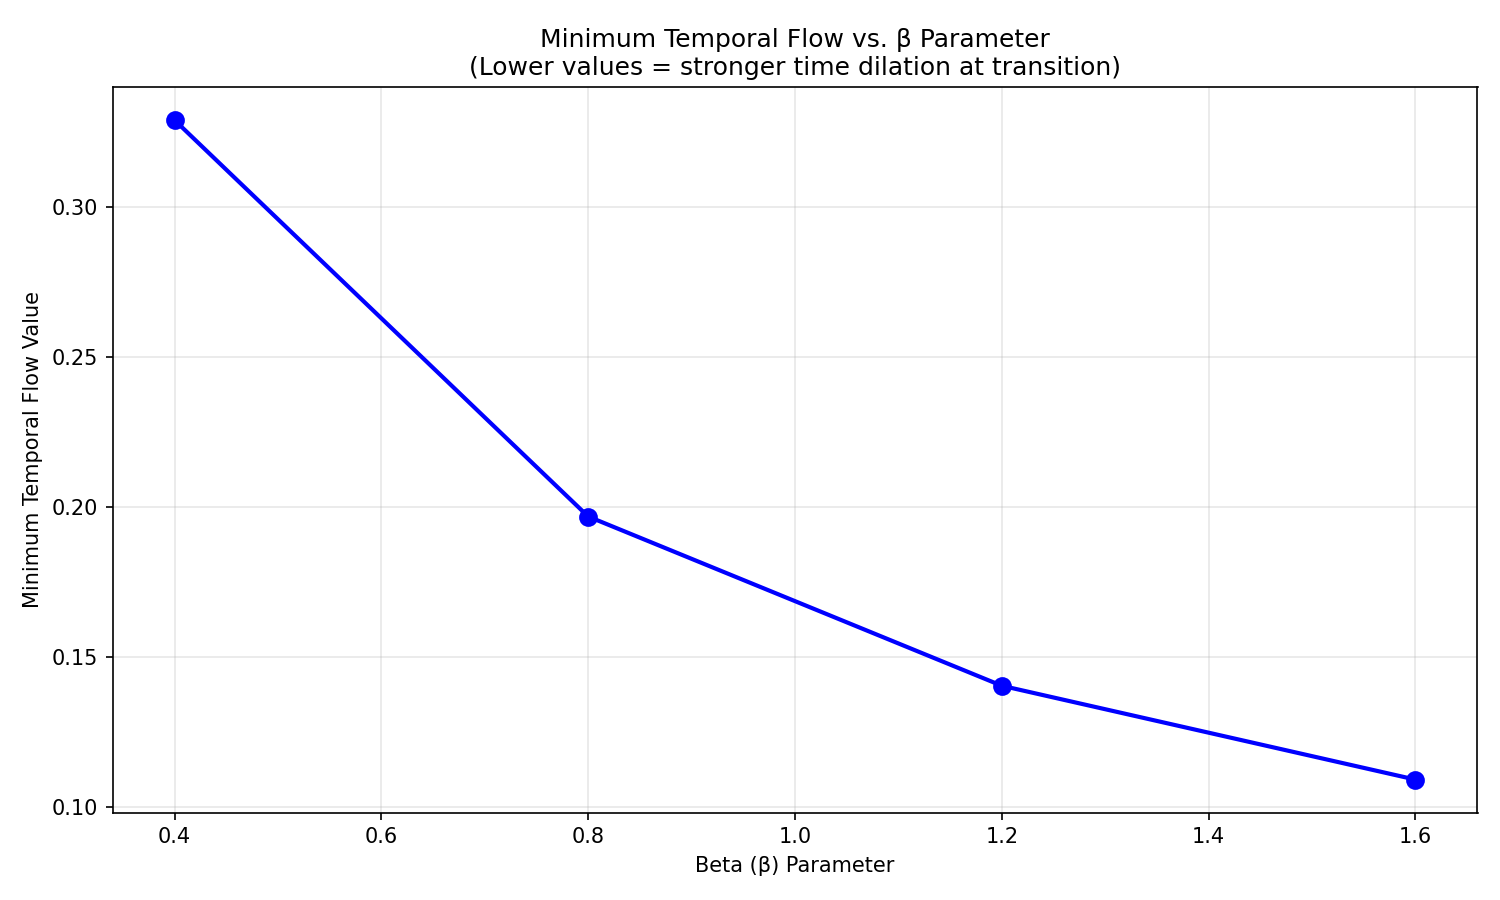 Minimum Temporal Flow vs. β Parameter
(Lower values = stronger time dilation at transition)
Minimum Temporal Flow Value
0.30
0.25
0.20
0.15
0.10
0.4 0.6 0.8 1.0 1.2 1.4 1.6
Beta (β) Parameter